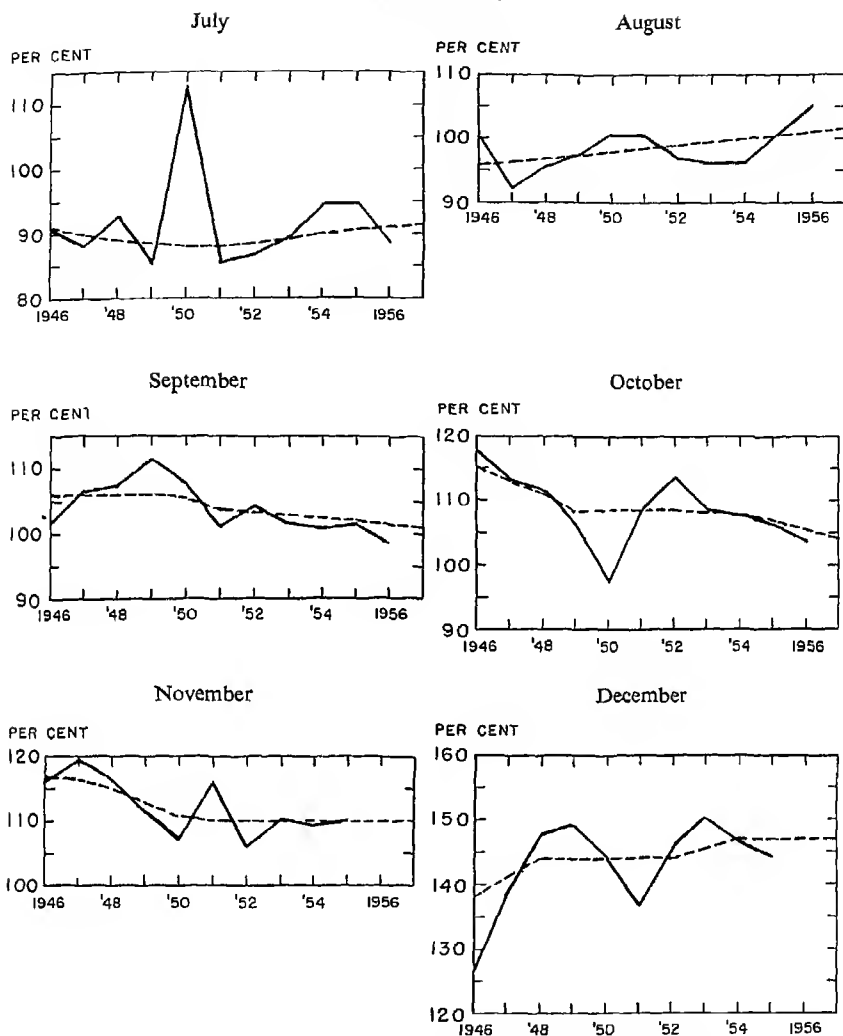 July
PER CENT
110
100
90
80
1946 '48 '50 '52 '54 1956
August
PER CENT
110
100
90
1946 '48 '50 '52 '54 1956
September
PER CENT
110
100
90
1946 '48 '50 '52 '54 1956
October
PER CENT
120
110
100
90
1946 '48 '50 '52 '54 1956
November
PER CENT
120
110
100
1946 '48 '50 '52 '54 1956
December
PER CENT
160
150
140
130
120
1946 '48 '50 '52 '54 1956